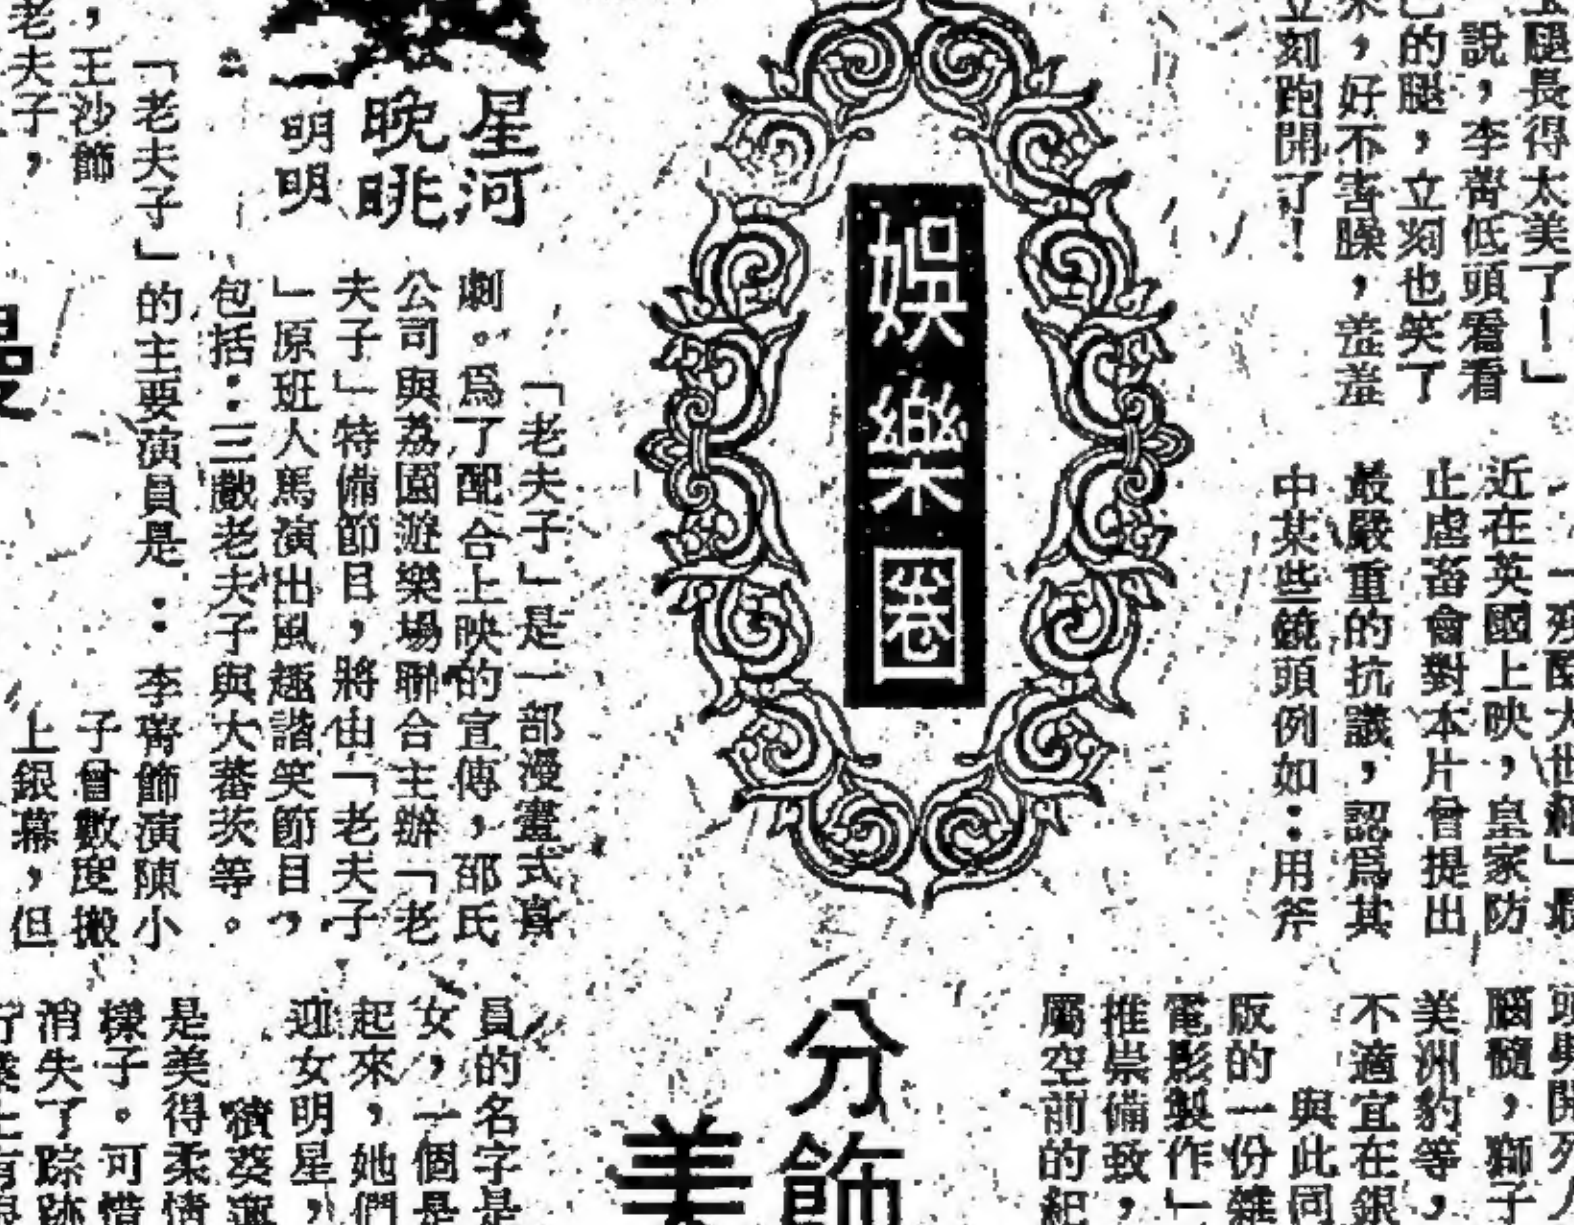 腿長得太美了！」
說，李菁低頭看看
的腿，立刻也笑了
，好不害臊，羞羞
立刻跑開了！
近在英國上映，皇家防
止虐畜會對本片曾提出
最嚴重的抗議，認爲其
中某些鏡頭例如：用斧
腦髓，獅子
美洲豹等，
不適宜在銀
與此同
版的一份雜
電影製作」
推崇備致，
屬空前的紀
娛樂圈
分飾
美
星河
晚眺
明明
「老夫子」是一部漫畫式喜
劇。爲了配合上映的宣傳，邵氏
公司與荔園遊樂場聯合主辦「老
夫子」特備節目，將由「老夫子
」原班人馬演出風趣諧笑節目，
包括：三戲老夫子與大蕃茨等。
「老夫子」的主要演員是：李菁飾演陳小
，王沙飾
老夫子，
子曾數度搬
上銀幕，但
員的名字是
女，一個是
起來，她們
迎女明星，
是美得柔情
樣子。可惜
消失了踪跡